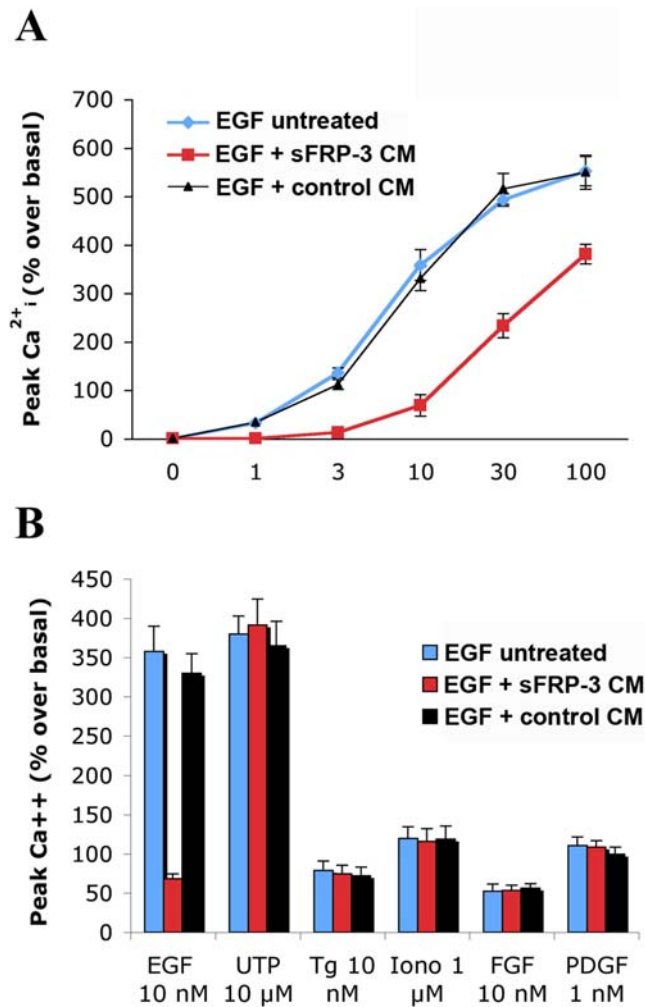 A
700
600
500
400
300
200
100
0
Peak Ca2+ i (% over basal)
EGF untreated
EGF + sFRP-3 CM
EGF + control CM
0 1 3 10 30 100
B
450
400
350
300
250
200
150
100
50
0
Peak Ca++ (% over basal)
EGF untreated
EGF + sFRP-3 CM
EGF + control CM
EGF UTP Tg 10 Iono 1 FGF PDGF
10 nM 10 µM nM µM 10 nM 1 nM